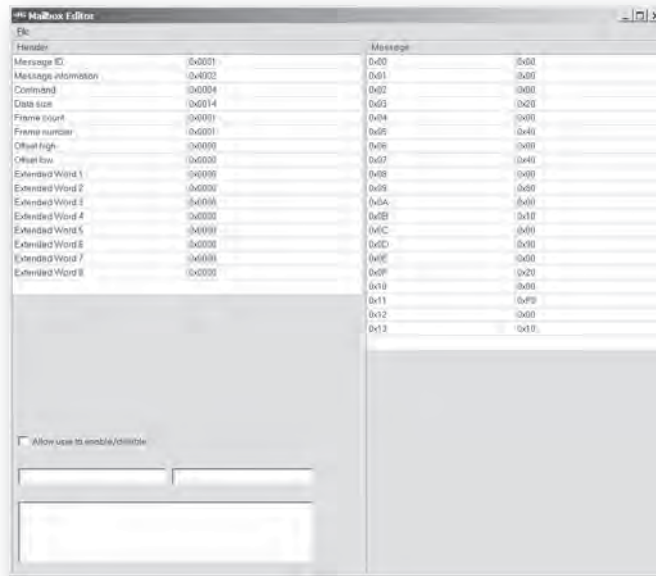 Mailbox Editor
File
Header
Message ID 0x0001
Message information 0x4002
Command 0x0004
Data size 0x0014
Frame count 0x0001
Frame number 0x0001
Offset high 0x0000
Offset low 0x0000
Extended Word 1 0x0000
Extended Word 2 0x0000
Extended Word 3 0x0000
Extended Word 4 0x0000
Extended Word 5 0x0000
Extended Word 6 0x0000
Extended Word 7 0x0000
Extended Word 8 0x0000
Allow user to enable/disable
Message
0x00 0x00
0x01 0x00
0x02 0x00
0x03 0x20
0x04 0x00
0x05 0x40
0x06 0x00
0x07 0x40
0x08 0x00
0x09
0x0A 0x00
0x0B 0x10
0x0C 0x00
0x0D
0x0E 0x00
0x0F 0x20
0x10 0x00
0x11
0x12 0x00
0x13 0x10